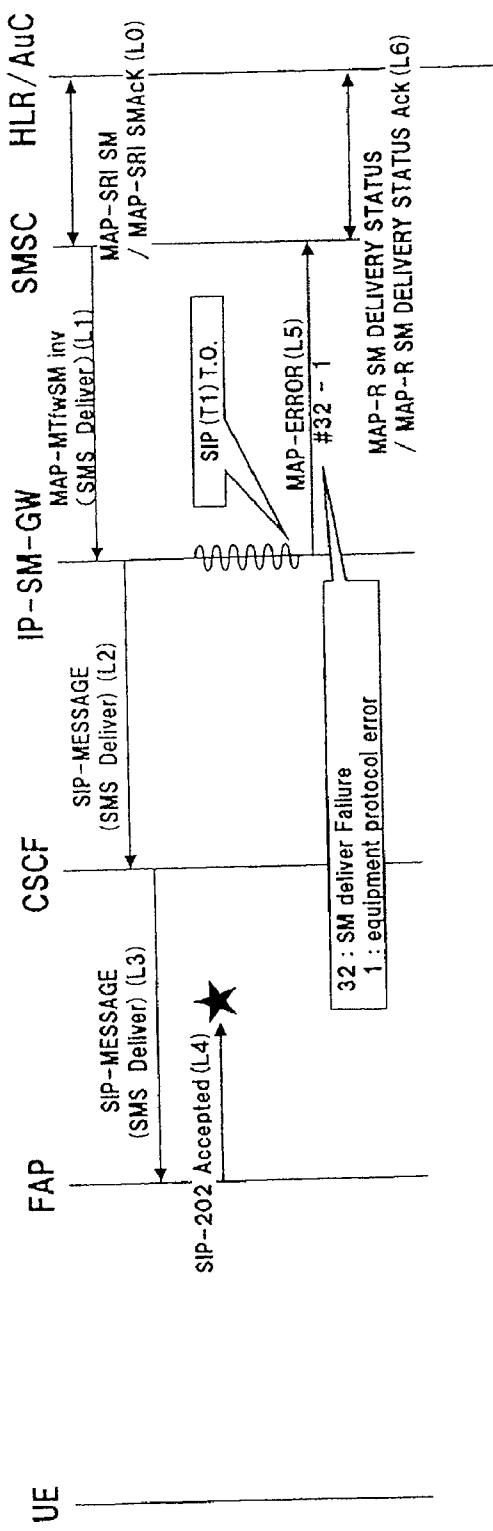 UE
FAP
CSCF
IP-SM-GW
SMSC
HLR/AuC
MAP-SRI SM
/ MAP-SRI SMAcK (L0)
MAP-MTfwSM inv
(SMS Deliver) (L1)
SIP-MESSAGE
(SMS Deliver) (L2)
SIP-MESSAGE
(SMS Deliver) (L3)
SIP-202 Accepted (L4)
SIP (T1) T.O.
MAP-ERROR (L5)
#32 - 1
32 : SM deliver Failure
1 : equipment protocol error
MAP-R SM DELIVERY STATUS
/ MAP-R SM DELIVERY STATUS Ack (L6)